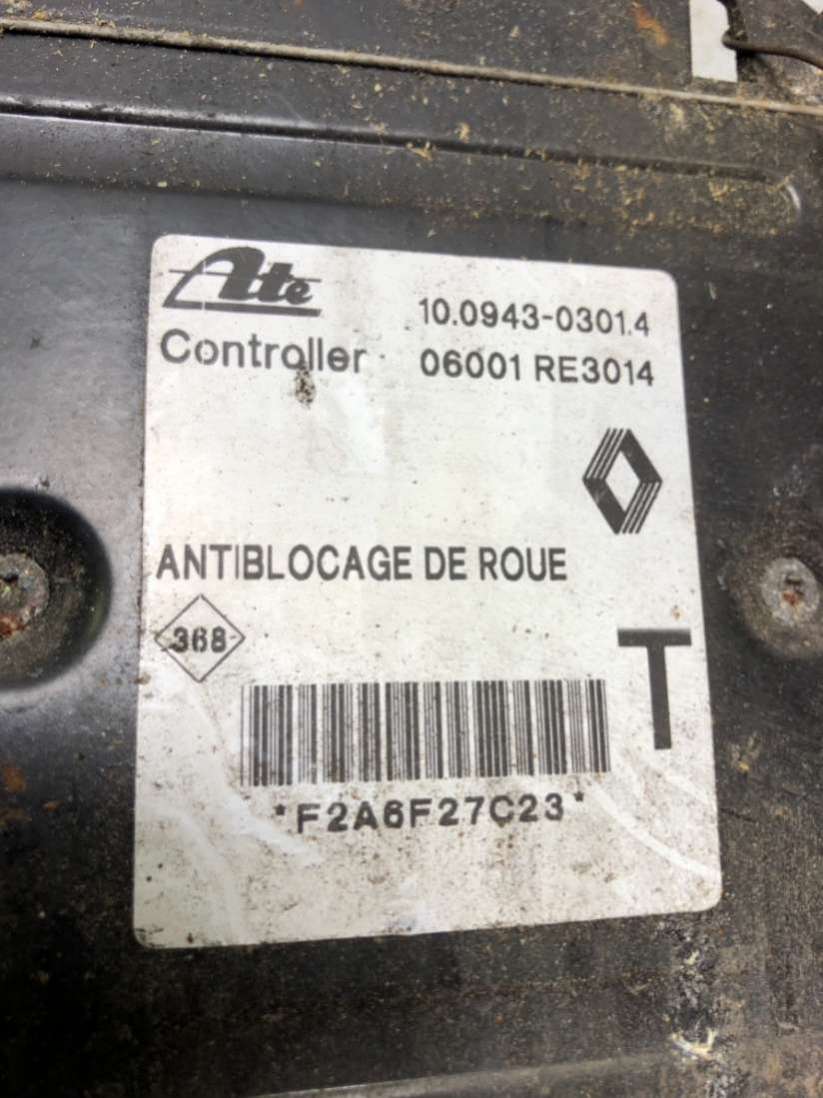 Ate
10.0943-0301.4
Controller 06001 RE3014
ANTIBLOCAGE DE ROUE
368
T
*F2A6F27C23*